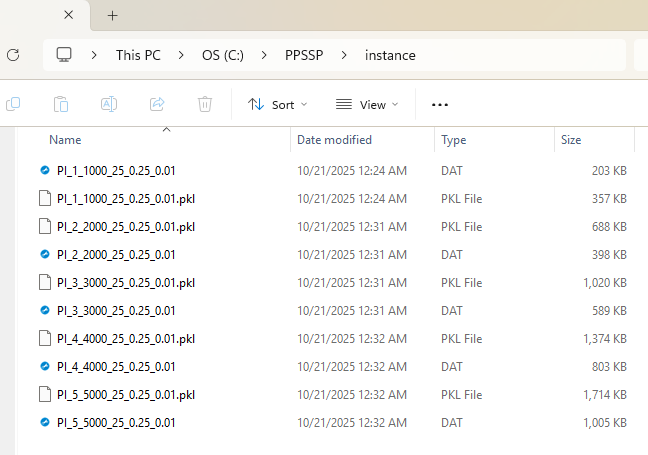 This PC OS (C:) PPSSP instance
Sort View
Name Date modified Type Size
PI_1_1000_25_0.25_0.01 10/21/2025 12:24 AM DAT 203 KB
PI_1_1000_25_0.25_0.01.pkl 10/21/2025 12:24 AM PKL File 357 KB
PI_2_2000_25_0.25_0.01.pkl 10/21/2025 12:31 AM PKL File 688 KB
PI_2_2000_25_0.25_0.01 10/21/2025 12:31 AM DAT 398 KB
PI_3_3000_25_0.25_0.01.pkl 10/21/2025 12:31 AM PKL File 1,020 KB
PI_3_3000_25_0.25_0.01 10/21/2025 12:31 AM DAT 589 KB
PI_4_4000_25_0.25_0.01.pkl 10/21/2025 12:32 AM PKL File 1,374 KB
PI_4_4000_25_0.25_0.01 10/21/2025 12:32 AM DAT 803 KB
PI_5_5000_25_0.25_0.01.pkl 10/21/2025 12:32 AM PKL File 1,714 KB
PI_5_5000_25_0.25_0.01 10/21/2025 12:32 AM DAT 1,005 KB